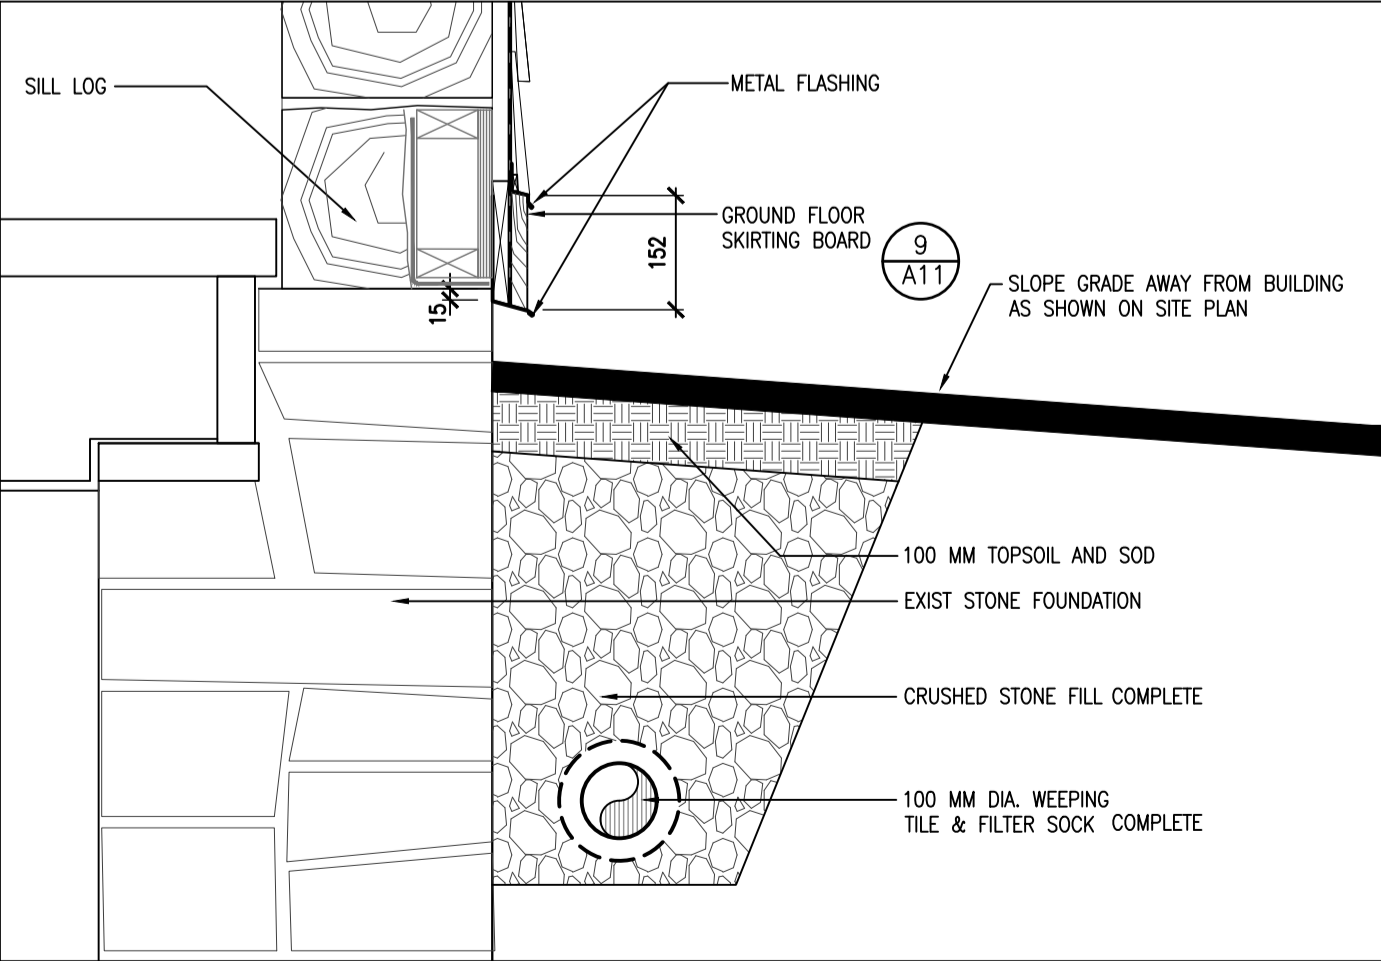 SILL LOG
METAL FLASHING
GROUND FLOOR
SKIRTING BOARD
152
15
9
A11
SLOPE GRADE AWAY FROM BUILDING
AS SHOWN ON SITE PLAN
100 MM TOPSOIL AND SOD
EXIST STONE FOUNDATION
CRUSHED STONE FILL COMPLETE
100 MM DIA. WEEPING
TILE & FILTER SOCK COMPLETE